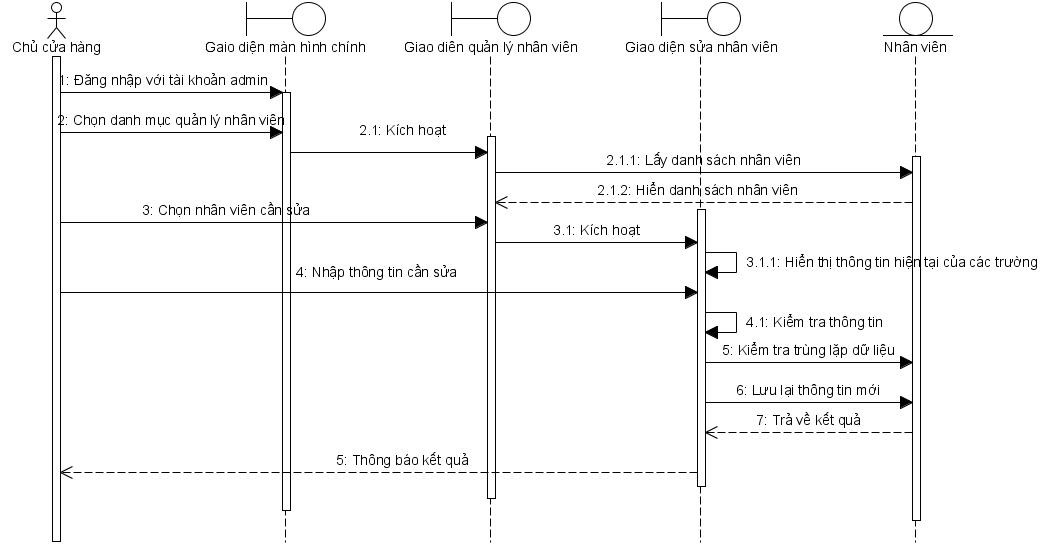 Chủ cửa hàng
Gaio diện màn hình chính
Giao diên quản lý nhân viên
Giao diện sửa nhân viên
Nhân viên
1: Đăng nhập với tài khoản admin
2: Chọn danh mục quản lý nhân viên
2.1: Kích hoạt
2.1.1: Lấy danh sách nhân viên
2.1.2: Hiển danh sách nhân viên
3: Chọn nhân viên cần sửa
3.1: Kích hoạt
3.1.1: Hiển thị thông tin hiện tại của các trường
4: Nhập thông tin cần sửa
4.1: Kiểm tra thông tin
5: Kiểm tra trùng lặp dữ liệu
6: Lưu lại thông tin mới
7: Trả về kết quả
5: Thông báo kết quả